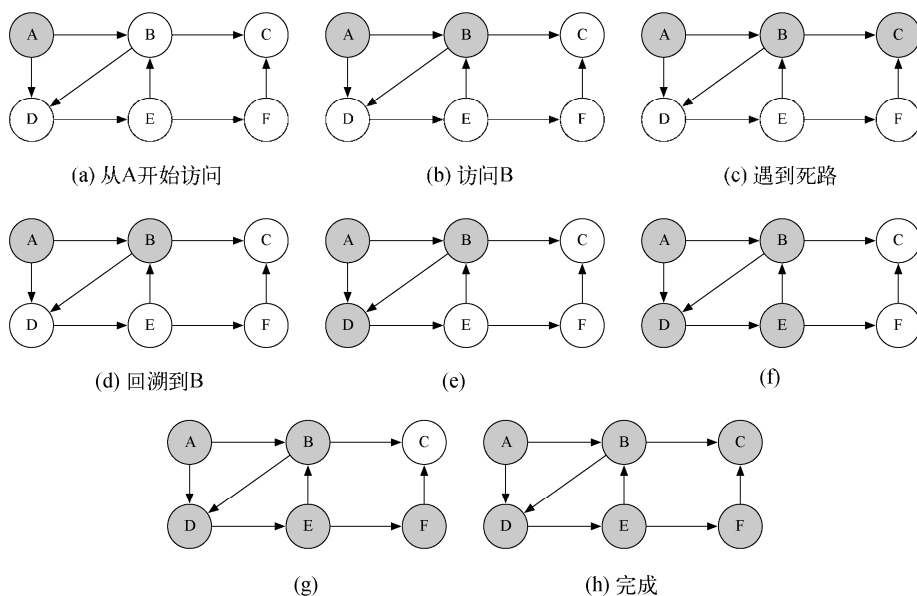 A B C A B C A B C
D E F D E F D E F
(a) 从A开始访问 (b) 访问B (c) 遇到死路
A B C A B C A B C
D E F D E F D E F
(d) 回溯到B (e) (f)
A B C A B C
D E F D E F
(g) (h) 完成